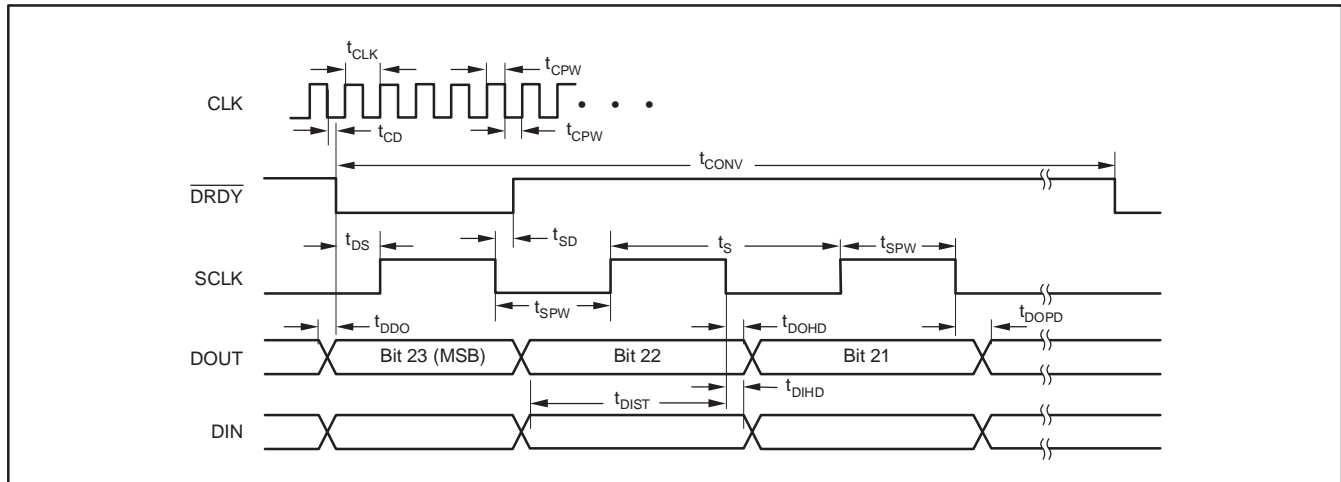 tCLK
tCPW
CLK
tCD
tCPW
tCONV
DRDY
tDS
tSD
tS
tSPW
SCLK
tSPW
tDDO
tDOHD
tDOPD
DOUT
Bit 23 (MSB)
Bit 22
Bit 21
tDIST
tDIHD
DIN